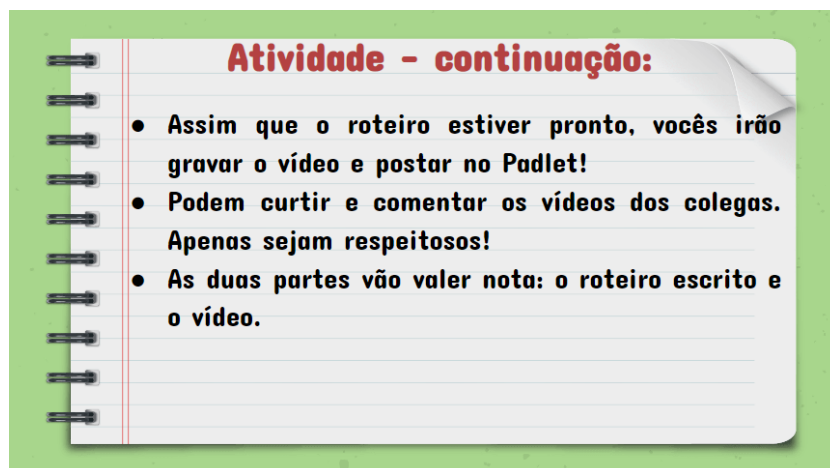 Atividade - continuação:
● Assim que o roteiro estiver pronto, vocês irão
gravar o vídeo e postar no Padlet!
● Podem curtir e comentar os vídeos dos colegas.
Apenas sejam respeitosos!
● As duas partes vão valer nota: o roteiro escrito e
o vídeo.